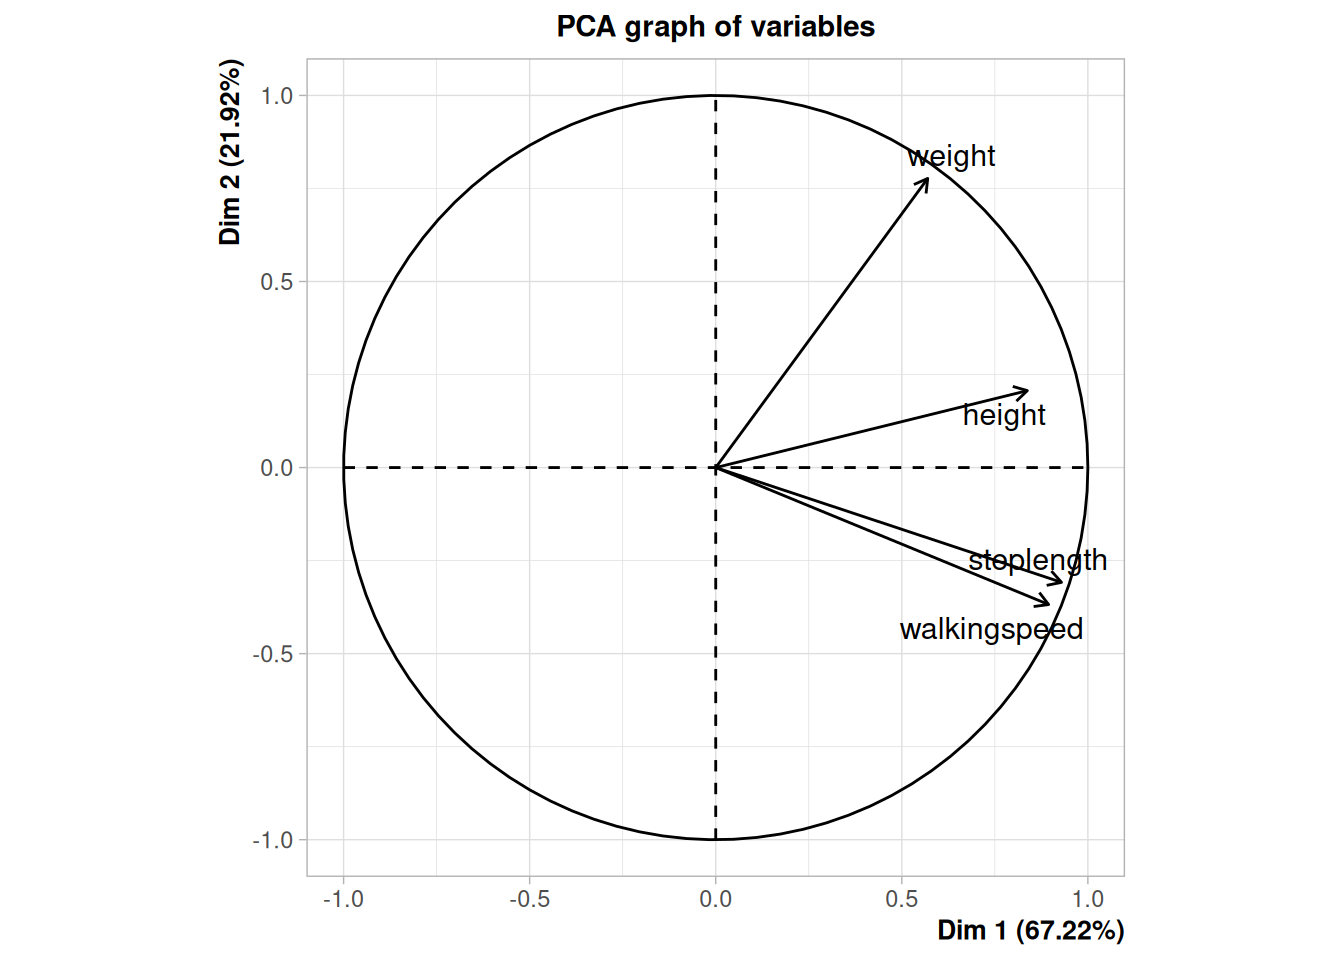 PCA graph of variables
Dim 2 (21.92%)
1.0
0.5
0.0
-0.5
-1.0
weight
height
steplength
walkingspeed
-1.0 -0.5 0.0 0.5 1.0
Dim 1 (67.22%)